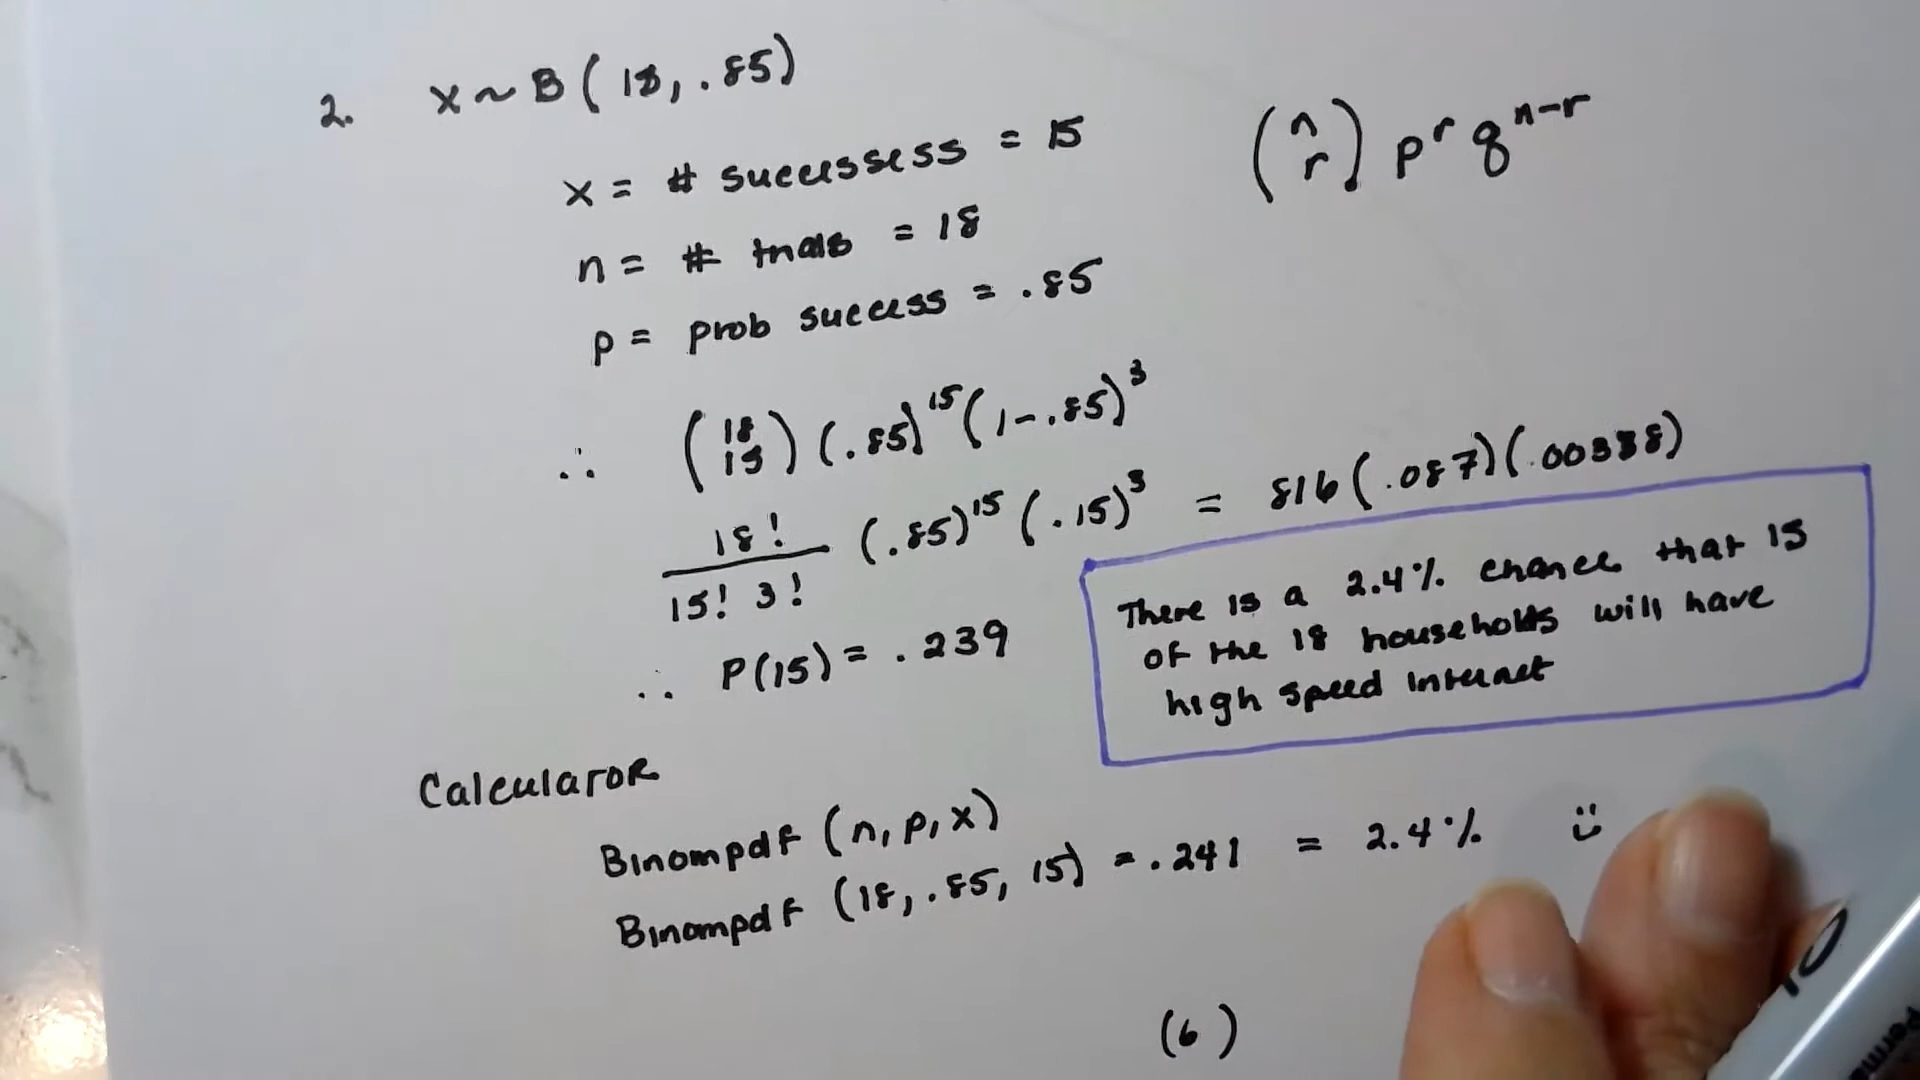 2. X ~ B ( 18, .85)
x = # successess = 15
n = # trials = 18
p = prob success = .85
(n r) p^r q^n-r
∴ (18 15) (.85)^15 (1-.85)^3
18! / 15! 3! (.85)^15 (.15)^3 = 816 (.087)(.00338)
∴ P(15) = .239
There is a 2.4% chance that 15
of the 18 households will have
high speed internet
Calculator
Binompdf (n, p, x)
Binompdf (18, .85, 15) = .241 = 2.4% :)
(6)